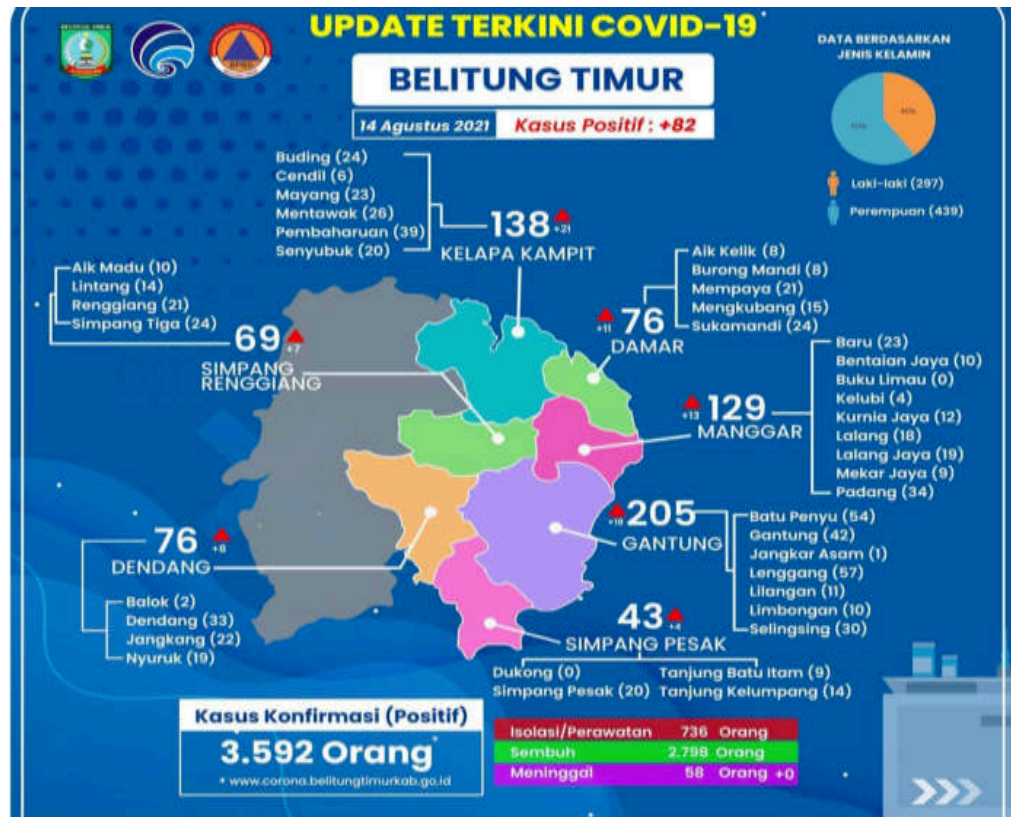 UPDATE TERKINI COVID-19
BELITUNG TIMUR
14 Agustus 2021
Kasus Positif : +82
DATA BERDASARKAN
JENIS KELAMIN
40%
60%
Laki-laki (297)
Perempuan (439)
Buding (24)
Cendil (6)
Mayang (23)
Mentawak (26)
Pembaharuan (39)
Senyubuk (20)
138
+21
KELAPA KAMPIT
Aik Madu (10)
Lintang (14)
Renggiang (21)
Simpang Tiga (24)
69
+7
SIMPANG
RENGGIANG
Aik Kelik (8)
Burong Mandi (8)
Mempaya (21)
Mengkubang (15)
Sukamandi (24)
+11
76
DAMAR
Baru (23)
Bentaian Jaya (10)
Buku Limau (0)
Kelubi (4)
Kurnia Jaya (12)
Lalang (18)
Lalang Jaya (19)
Mekar Jaya (9)
Padang (34)
+13
129
MANGGAR
+18
205
GANTUNG
Batu Penyu (54)
Gantung (42)
Jangkar Asam (1)
Lenggang (57)
Lilangan (11)
Limbongan (10)
Selingsing (30)
76
+8
DENDANG
Balok (2)
Dendang (33)
Jangkang (22)
Nyuruk (19)
43
+4
SIMPANG PESAK
Dukong (0)
Simpang Pesak (20)
Tanjung Batu Itam (9)
Tanjung Kelumpang (14)
Kasus Konfirmasi (Positif)
3.592 Orang
* www.corona.belitungtimurkab.go.id
Isolasi/Perawatan 736 Orang
Sembuh 2.798 Orang
Meninggal 58 Orang +0